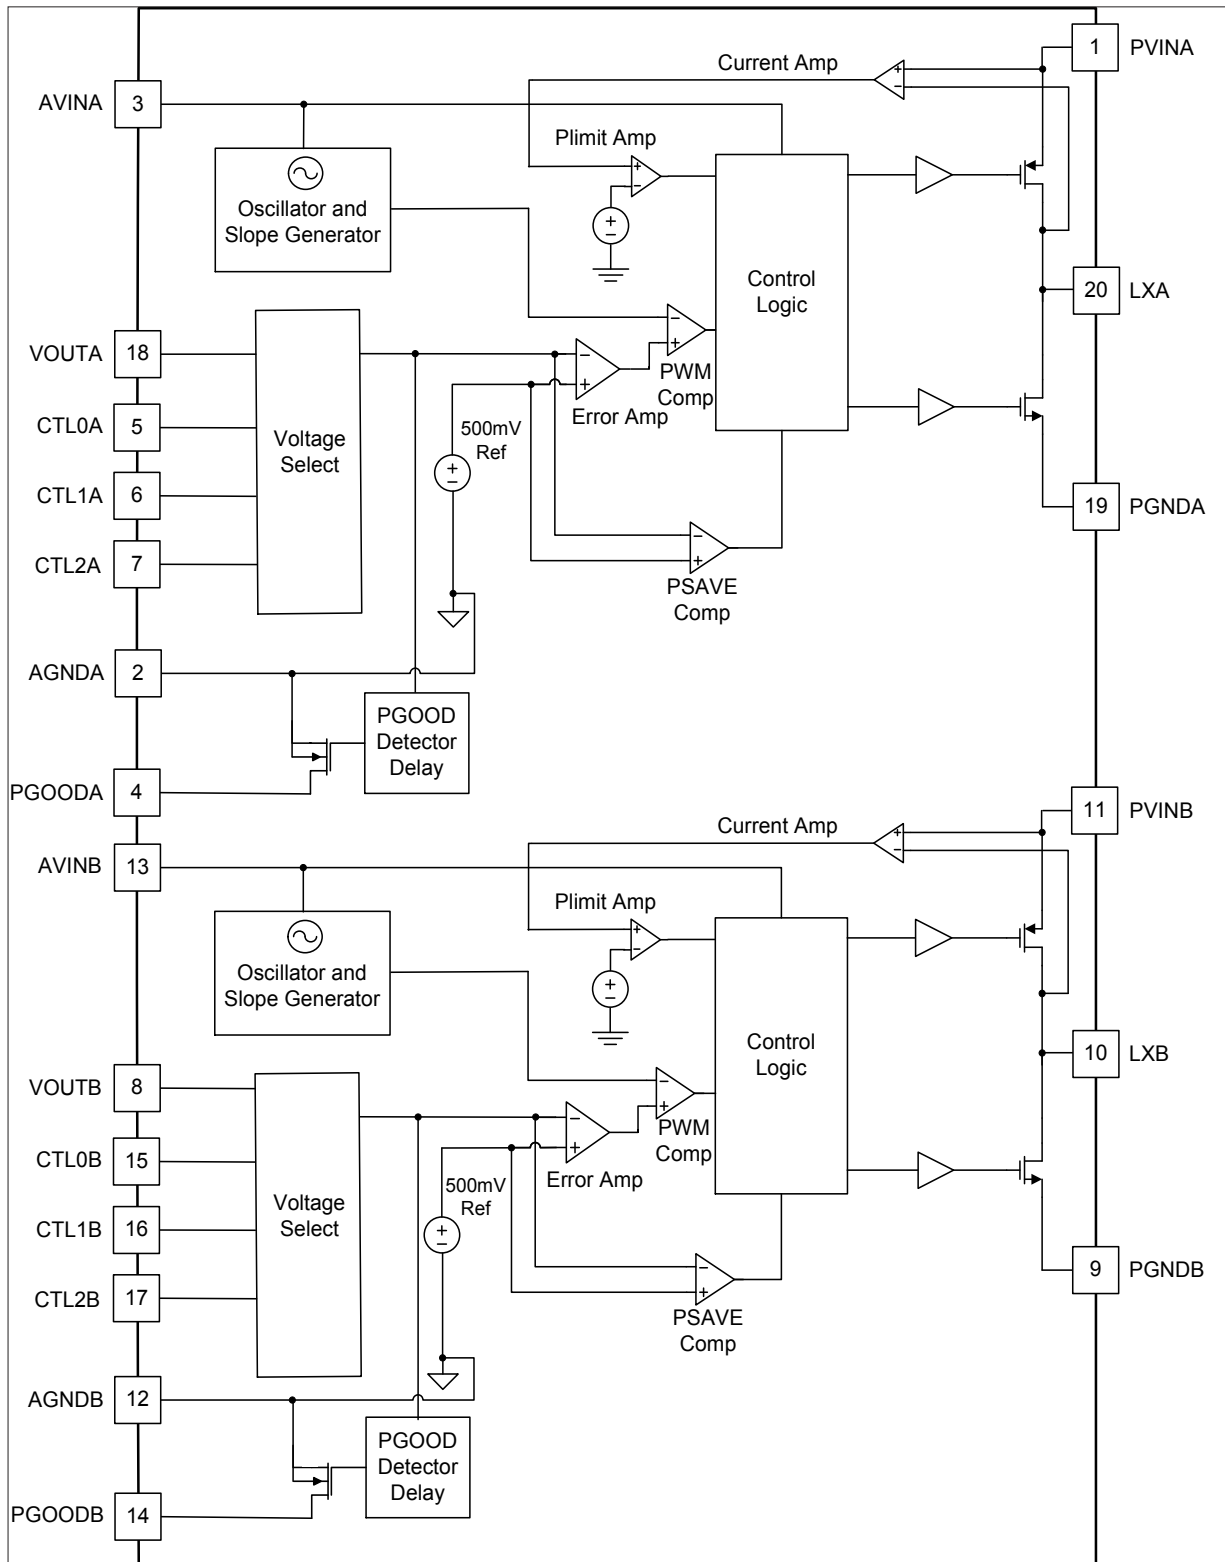 1 PVINA
Current Amp
+
−
AVINA 3
Plimit Amp
+
−
Oscillator and
Slope Generator
+
−
Control
Logic
20 LXA
−
+
PWM
Comp
VOUTA 18
−
+
Error Amp
CTL0A 5
500mV
Ref
Voltage
Select
+
−
CTL1A 6
19 PGNDA
CTL2A 7
−
+
PSAVE
Comp
AGNDA 2
PGOOD
Detector
Delay
PGOODA 4
11 PVINB
Current Amp
+
−
AVINB 13
Plimit Amp
+
−
Oscillator and
Slope Generator
+
−
Control
Logic
10 LXB
−
+
PWM
Comp
VOUTB 8
−
+
Error Amp
CTL0B 15
500mV
Ref
Voltage
Select
+
−
CTL1B 16
9 PGNDB
CTL2B 17
−
+
PSAVE
Comp
AGNDB 12
PGOOD
Detector
Delay
PGOODB 14